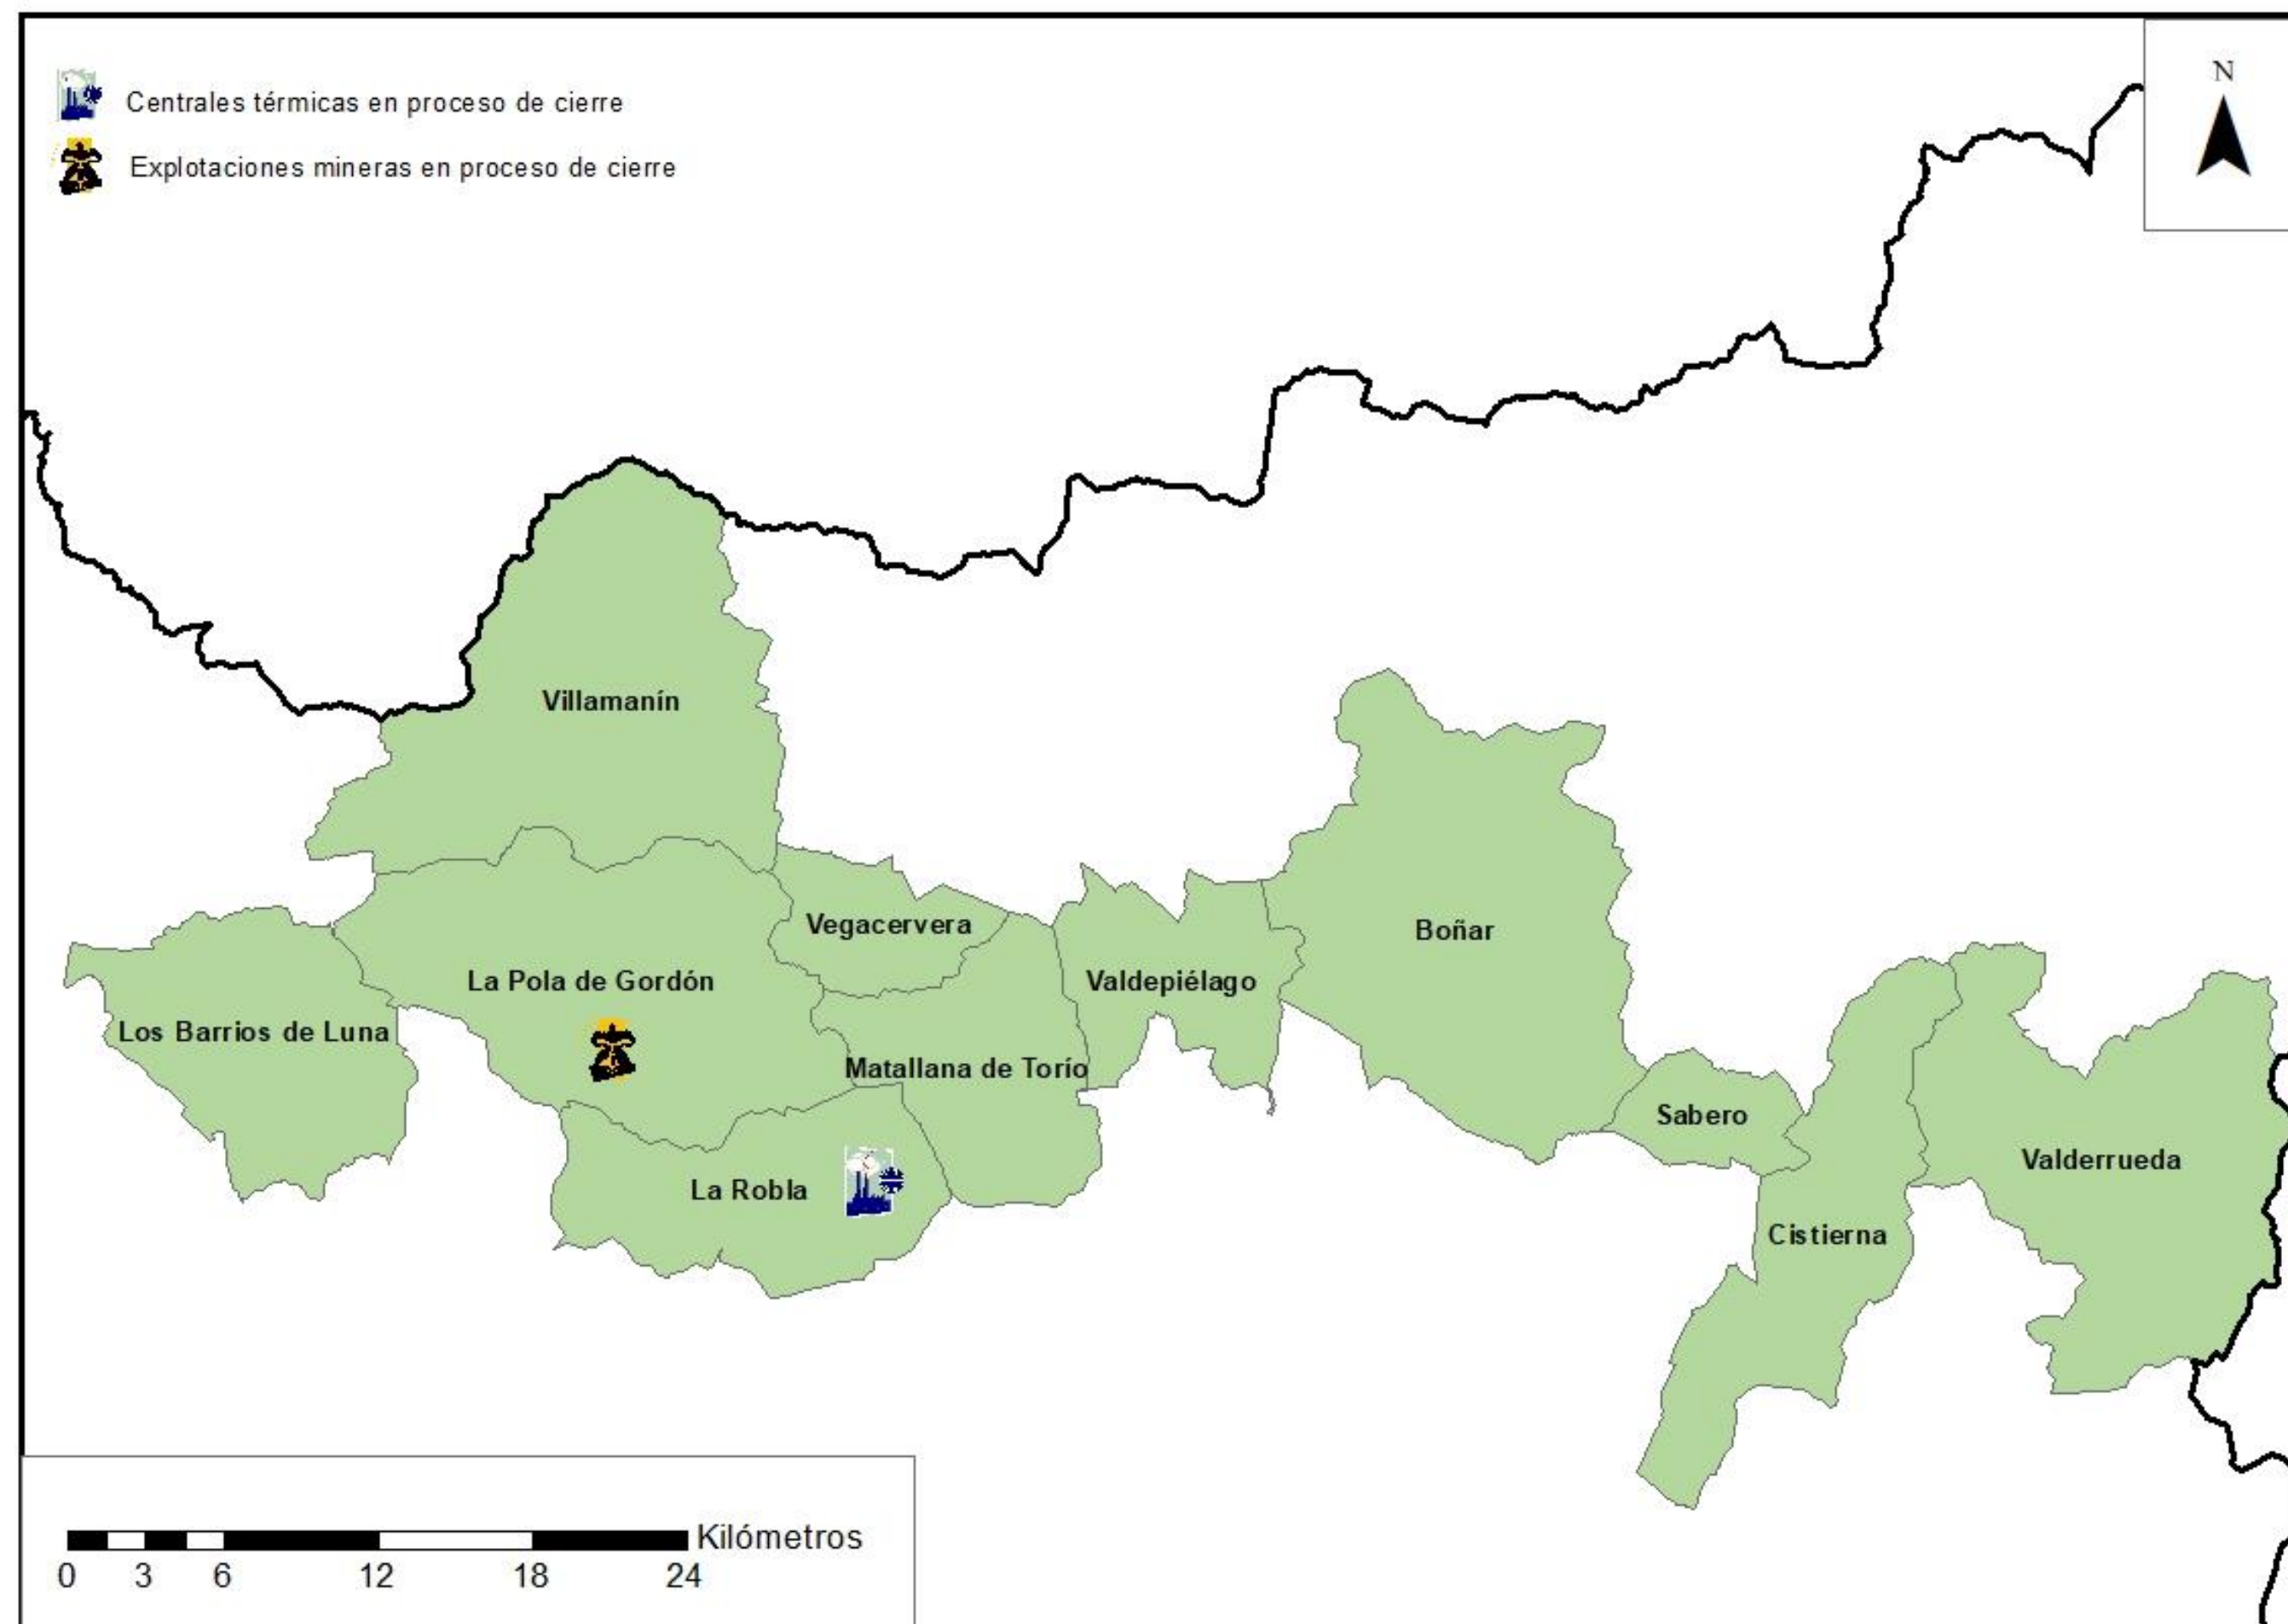 N
Centrales térmicas en proceso de cierre
Explotaciones mineras en proceso de cierre
Villamanín
Vegacervera
Boñar
La Pola de Gordón
Valdepiélago
Los Barrios de Luna
Matallana de Torío
Sabero
Valderrueda
La Robla
Cistierna
Kilómetros
0 3 6 12 18 24